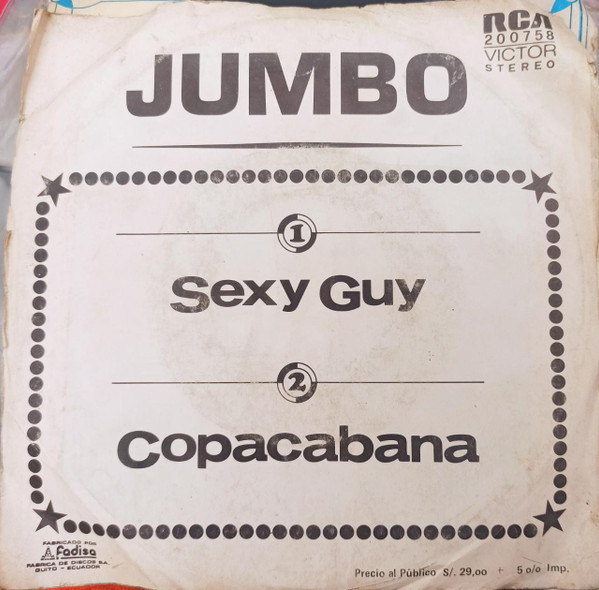 RCA
200758
VICTOR
STEREO
JUMBO
1
Sexy Guy
2
Copacabana
FABRICADO POR
Fadisa
FABRICA DE DISCOS S.A.
QUITO - ECUADOR
Precio al Público S/. 29,oo + 5 o/o Imp.